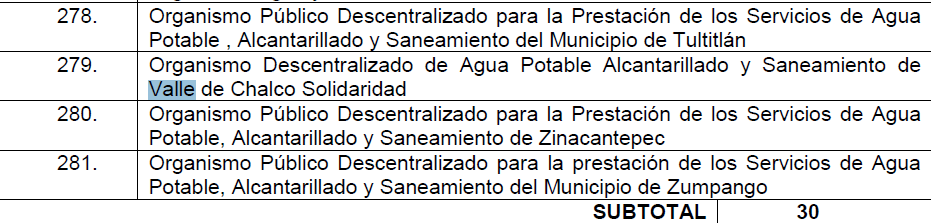 278. Organismo Público Descentralizado para la Prestación de los Servicios de Agua
Potable , Alcantarillado y Saneamiento del Municipio de Tultitlán
279. Organismo Descentralizado de Agua Potable Alcantarillado y Saneamiento de
Valle de Chalco Solidaridad
280. Organismo Público Descentralizado para la Prestación de los Servicios de Agua
Potable, Alcantarillado y Saneamiento de Zinacantepec
281. Organismo Público Descentralizado para la prestación de los Servicios de Agua
Potable, Alcantarillado y Saneamiento del Municipio de Zumpango
SUBTOTAL 30